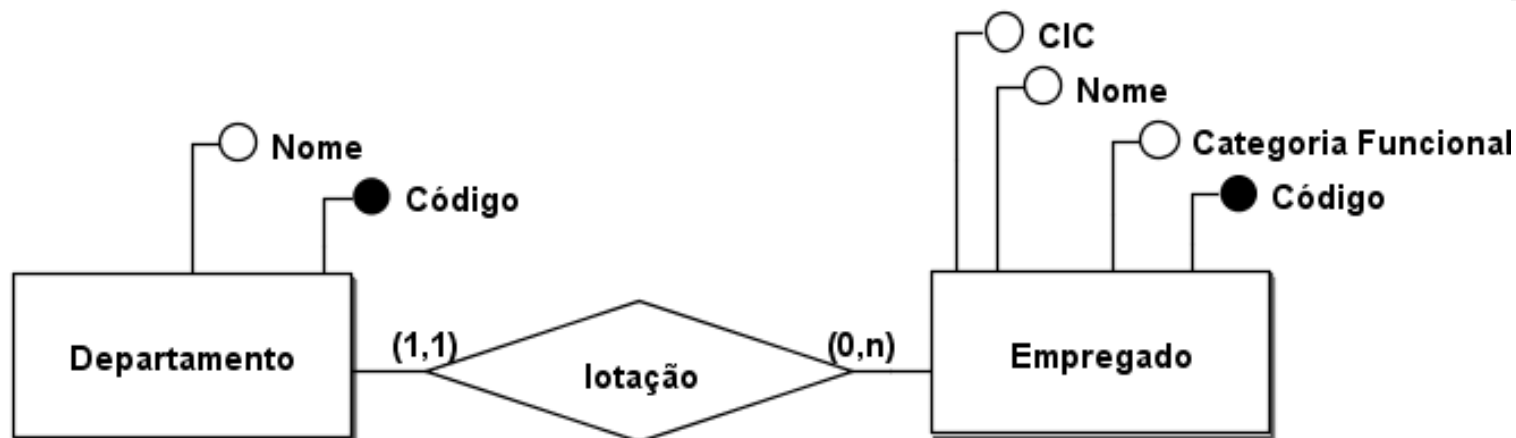 CIC
Nome
Nome
Categoria Funcional
Código
Código
(1,1)
(0,n)
Departamento
lotação
Empregado